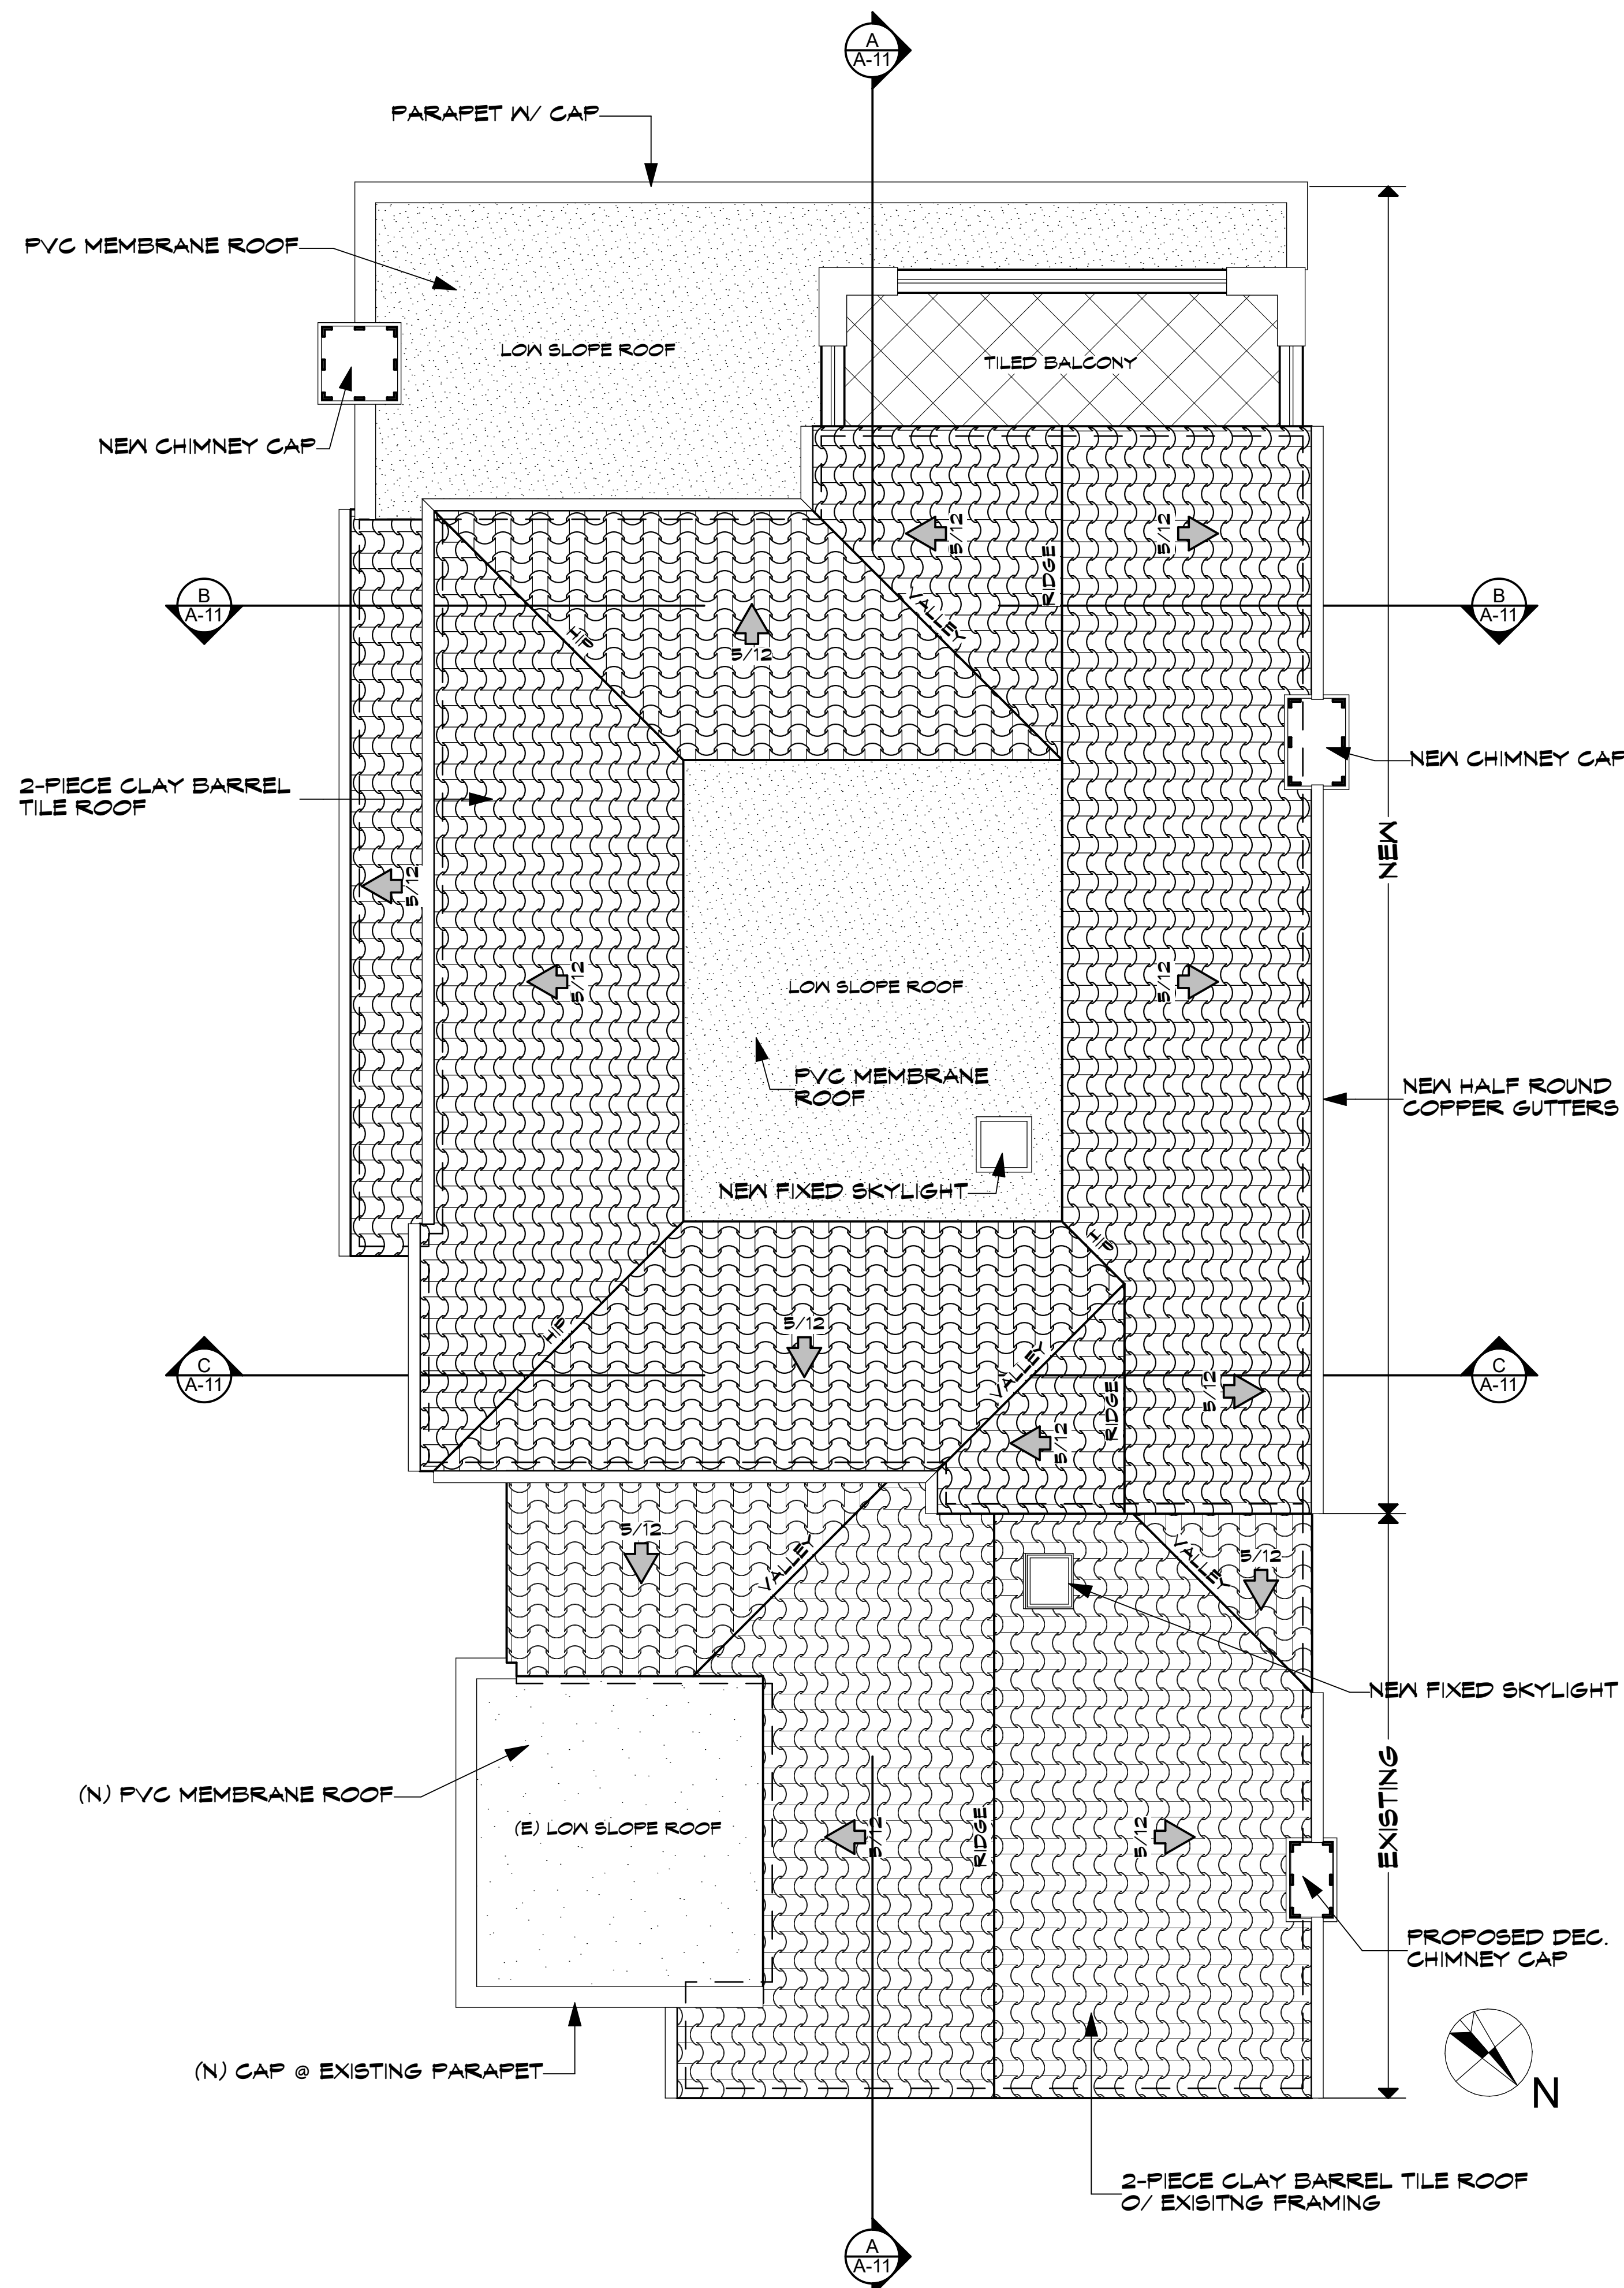 A
A-11
PARAPET W/ CAP
PVC MEMBRANE ROOF
LOW SLOPE ROOF
TILED BALCONY
NEW CHIMNEY CAP
5/12
RIDGE
5/12
B
A-11
VALLEY
HIP
5/12
B
A-11
2-PIECE CLAY BARREL
TILE ROOF
NEW CHIMNEY CAP
NEW
5/12
5/12
LOW SLOPE ROOF
5/12
PVC MEMBRANE
ROOF
NEW HALF ROUND
COPPER GUTTERS
NEW FIXED SKYLIGHT
HIP
HIP
5/12
VALLEY
C
A-11
5/12
RIDGE
5/12
C
A-11
5/12
VALLEY
VALLEY
5/12
NEW FIXED SKYLIGHT
(N) PVC MEMBRANE ROOF
(E) LOW SLOPE ROOF
5/12
RIDGE
5/12
EXISTING
PROPOSED DEC.
CHIMNEY CAP
(N) CAP @ EXISTING PARAPET
N
2-PIECE CLAY BARREL TILE ROOF
O/ EXISITNG FRAMING
A
A-11